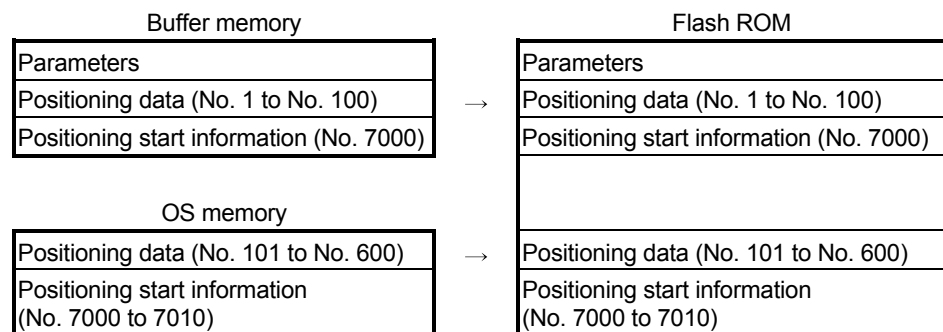 Buffer memory
Parameters
Positioning data (No. 1 to No. 100)
Positioning start information (No. 7000)
→
Flash ROM
Parameters
Positioning data (No. 1 to No. 100)
Positioning start information (No. 7000)
OS memory
Positioning data (No. 101 to No. 600)
Positioning start information
(No. 7000 to 7010)
→
Positioning data (No. 101 to No. 600)
Positioning start information
(No. 7000 to 7010)